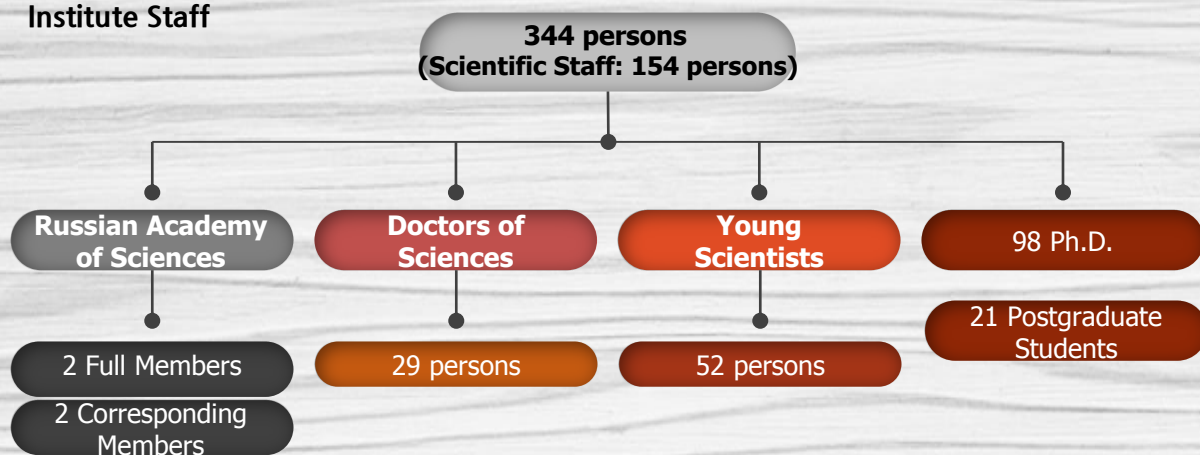 Institute Staff
344 persons
(Scientific Staff: 154 persons)
Russian Academy
of Sciences
Doctors of
Sciences
Young
Scientists
98 Ph.D.
21 Postgraduate
Students
2 Full Members
29 persons
52 persons
2 Corresponding
Members